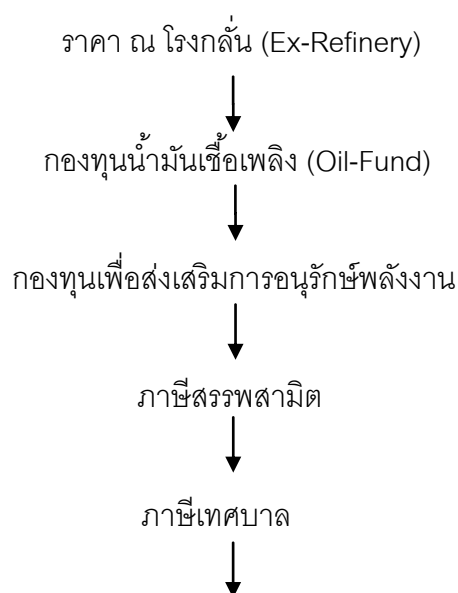 ราคา ณ โรงกลั่น (Ex-Refinery)
กองทุนน้ำมันเชื้อเพลิง (Oil-Fund)
กองทุนเพื่อส่งเสริมการอนุรักษ์พลังงาน
ภาษีสรรพสามิต
ภาษีเทศบาล